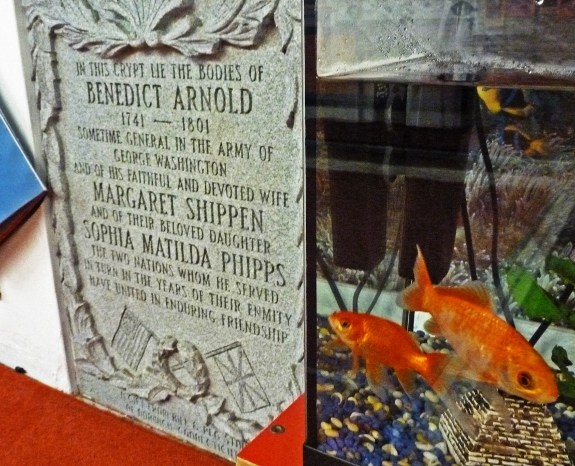 IN THIS CRYPT LIE THE BODIES OF
BENEDICT ARNOLD
1741 — 1801
SOMETIME GENERAL IN THE ARMY OF
GEORGE WASHINGTON
AND OF HIS FAITHFUL AND DEVOTED WIFE
MARGARET SHIPPEN
AND OF THEIR BELOVED DAUGHTER
SOPHIA MATILDA PHIPPS
THE TWO NATIONS WHOM HE SERVED
IN TURN IN THE YEARS OF THEIR ENMITY
HAVE UNITED IN ENDURING FRIENDSHIP